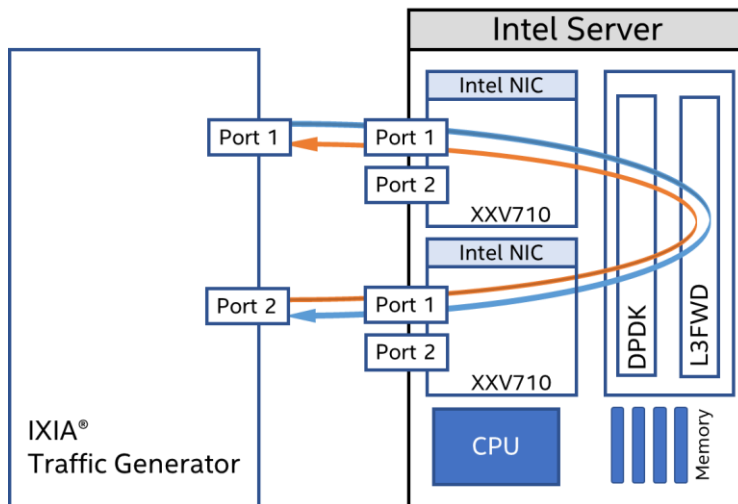 Intel Server
Intel NIC
Port 1
Port 1
Port 2
XXV710
Intel NIC
Port 2
Port 1
Port 2
XXV710
DPDK
L3FWD
IXIA®
Traffic Generator
CPU
Memory